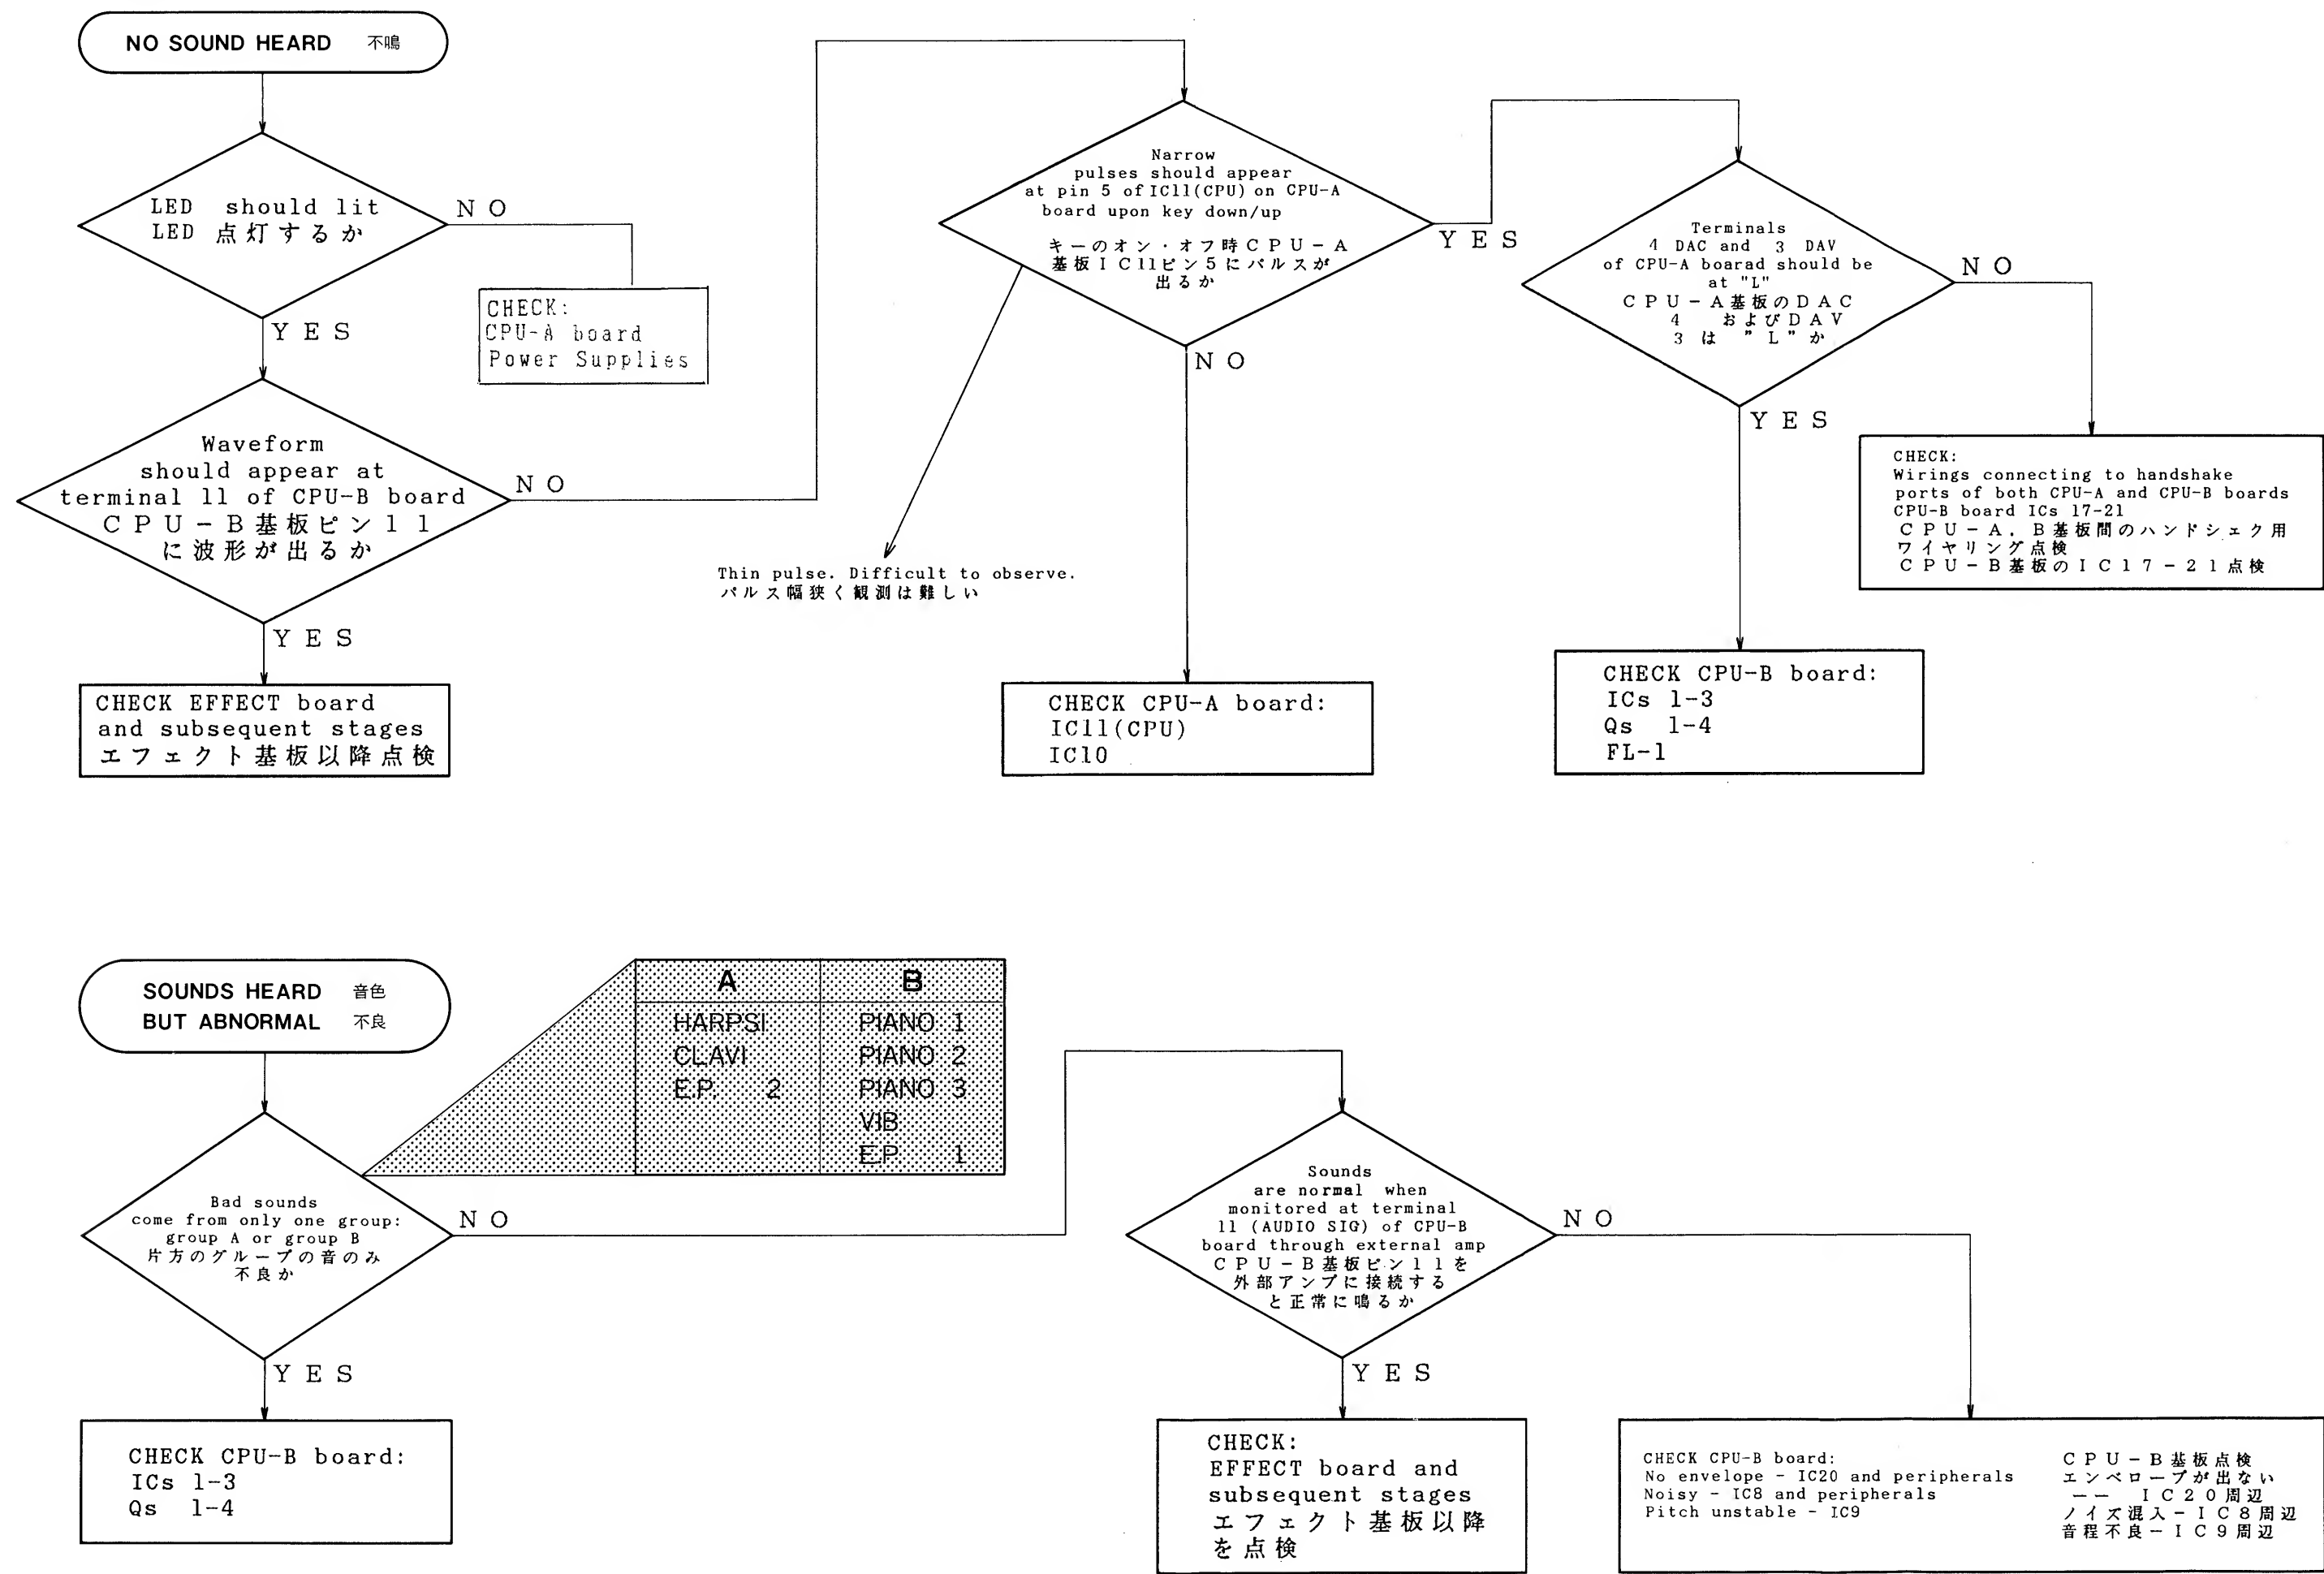 NO SOUND HEARD 不鳴
LED should lit
LED 点灯するか
NO
CHECK:
CPU-A board
Power Supplies
YES
Waveform
should appear at
terminal 11 of CPU-B board
CPU-B基板ピン11
に波形が出るか
NO
YES
CHECK EFFECT board
and subsequent stages
エフェクト基板以降点検
Narrow
pulses should appear
at pin 5 of IC11(CPU) on CPU-A
board upon key down/up
キーのオン・オフ時CPU-A
基板IC11ピン5にパルスが
出るか
YES
NO
Thin pulse. Difficult to observe.
パルス幅狭く観測は難しい
CHECK CPU-A board:
IC11(CPU)
IC10
Terminals
4 DAC and 3 DAV
of CPU-A boarad should be
at "L"
CPU-A基板のDAC
4 およびDAV
3 は "L"か
NO
YES
CHECK:
Wirings connecting to handshake
ports of both CPU-A and CPU-B boards
CPU-B board ICs 17-21
CPU-A, B基板間のハンドシェク用
ワイヤリング点検
CPU-B基板のIC17-21点検
CHECK CPU-B board:
ICs 1-3
Qs 1-4
FL-1
SOUNDS HEARD 音色
BUT ABNORMAL 不良
A B
HARPSI PIANO 1
CLAVI PIANO 2
E.P. 2 PIANO 3
VIB
E.P 1
Bad sounds
come from only one group:
group A or group B
片方のグループの音のみ
不良か
NO
YES
CHECK CPU-B board:
ICs 1-3
Qs 1-4
Sounds
are normal when
monitored at terminal
11 (AUDIO SIG) of CPU-B
board through external amp
CPU-B基板ピン11を
外部アンプに接続する
と正常に鳴るか
NO
YES
CHECK:
EFFECT board and
subsequent stages
エフェクト基板以降
を点検
CHECK CPU-B board:
No envelope - IC20 and peripherals
Noisy - IC8 and peripherals
Pitch unstable - IC9
CPU-B基板点検
エンベロープが出ない
-- IC20周辺
ノイズ混入-IC8周辺
音程不良-IC9周辺